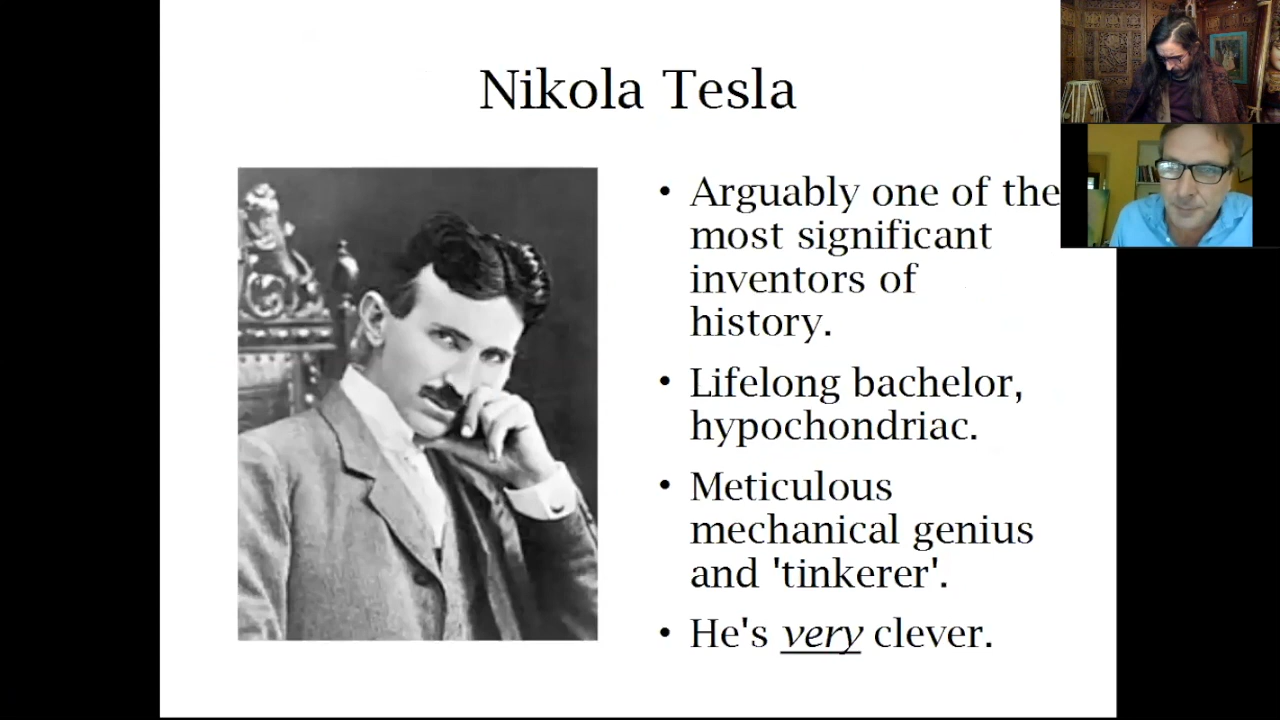 Nikola Tesla
• Arguably one of the
most significant
inventors of
history.
• Lifelong bachelor,
hypochondriac.
• Meticulous
mechanical genius
and 'tinkerer'.
• He's very clever.